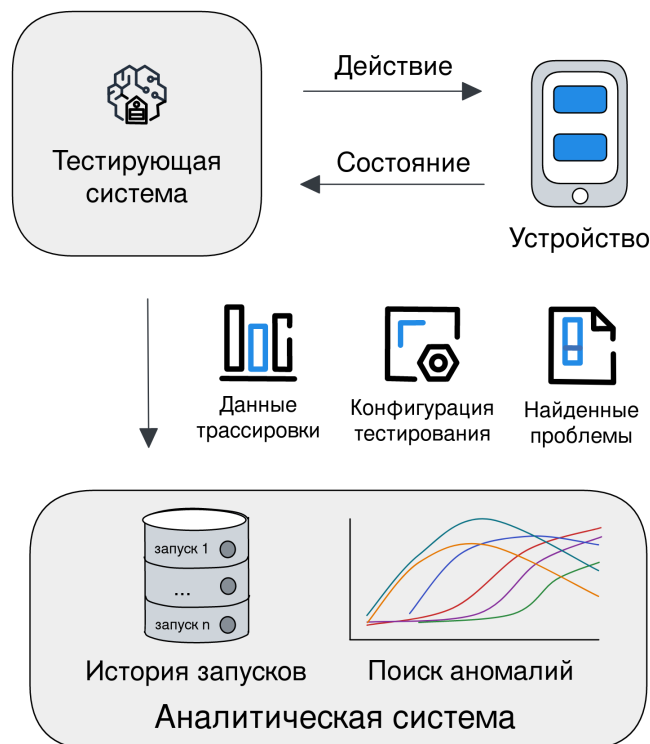 Действие
Тестирующая
система
Состояние
Устройство
Данные
трассировки
Конфигурация
тестирования
Найденные
проблемы
запуск 1
...
запуск n
История запусков
Поиск аномалий
Аналитическая система